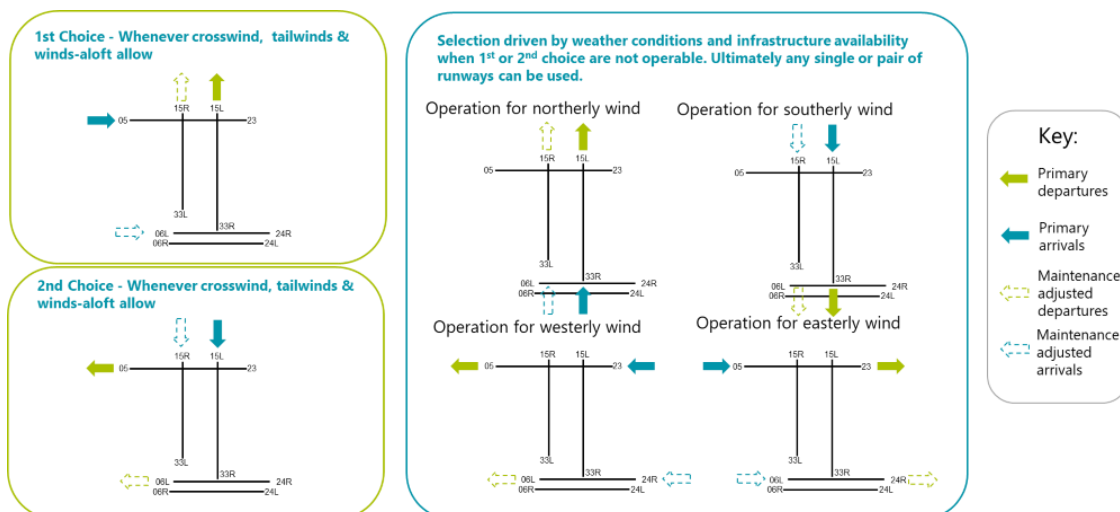 1st Choice - Whenever crosswind, tailwinds &
winds-aloft allow
15R 15L
05 23
33L
33R
06L 24R
06R 24L
2nd Choice - Whenever crosswind, tailwinds &
winds-aloft allow
15R 15L
05 23
33L
33R
06L 24R
06R 24L
Selection driven by weather conditions and infrastructure availability
when 1st or 2nd choice are not operable. Ultimately any single or pair of
runways can be used.
Operation for northerly wind
15R 15L
05 23
33L
33R
06L 24R
06R 24L
Operation for southerly wind
15R 15L
05 23
33L
33R
06L 24R
06R 24L
Operation for westerly wind
15R 15L
05 23
33L
33R
06L 24R
06R 24L
Operation for easterly wind
15R 15L
05 23
33L
33R
06L 24R
06R 24L
Key:
Primary
departures
Primary
arrivals
Maintenance
adjusted
departures
Maintenance
adjusted
arrivals